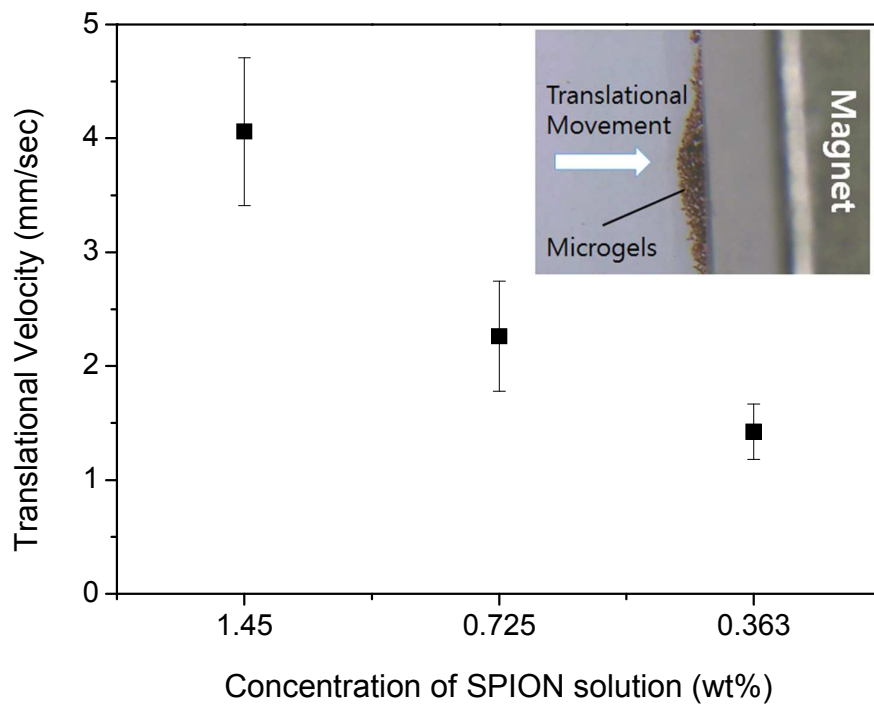 5
4
3
2
1
0
Translational Velocity (mm/sec)
Translational
Movement
Microgels
Magnet
1.45 0.725 0.363
Concentration of SPION solution (wt%)